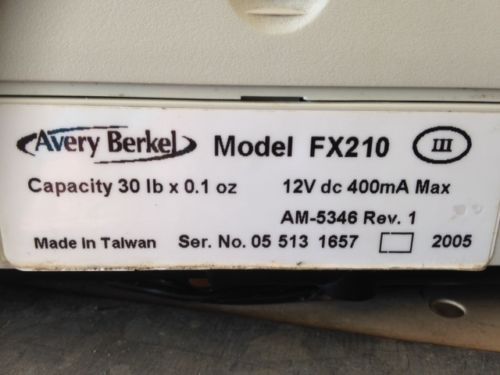 Avery Berkel Model FX210 III
Capacity 30 lb x 0.1 oz 12V dc 400mA Max
AM-5346 Rev. 1
Made In Taiwan Ser. No. 05 513 1657 2005